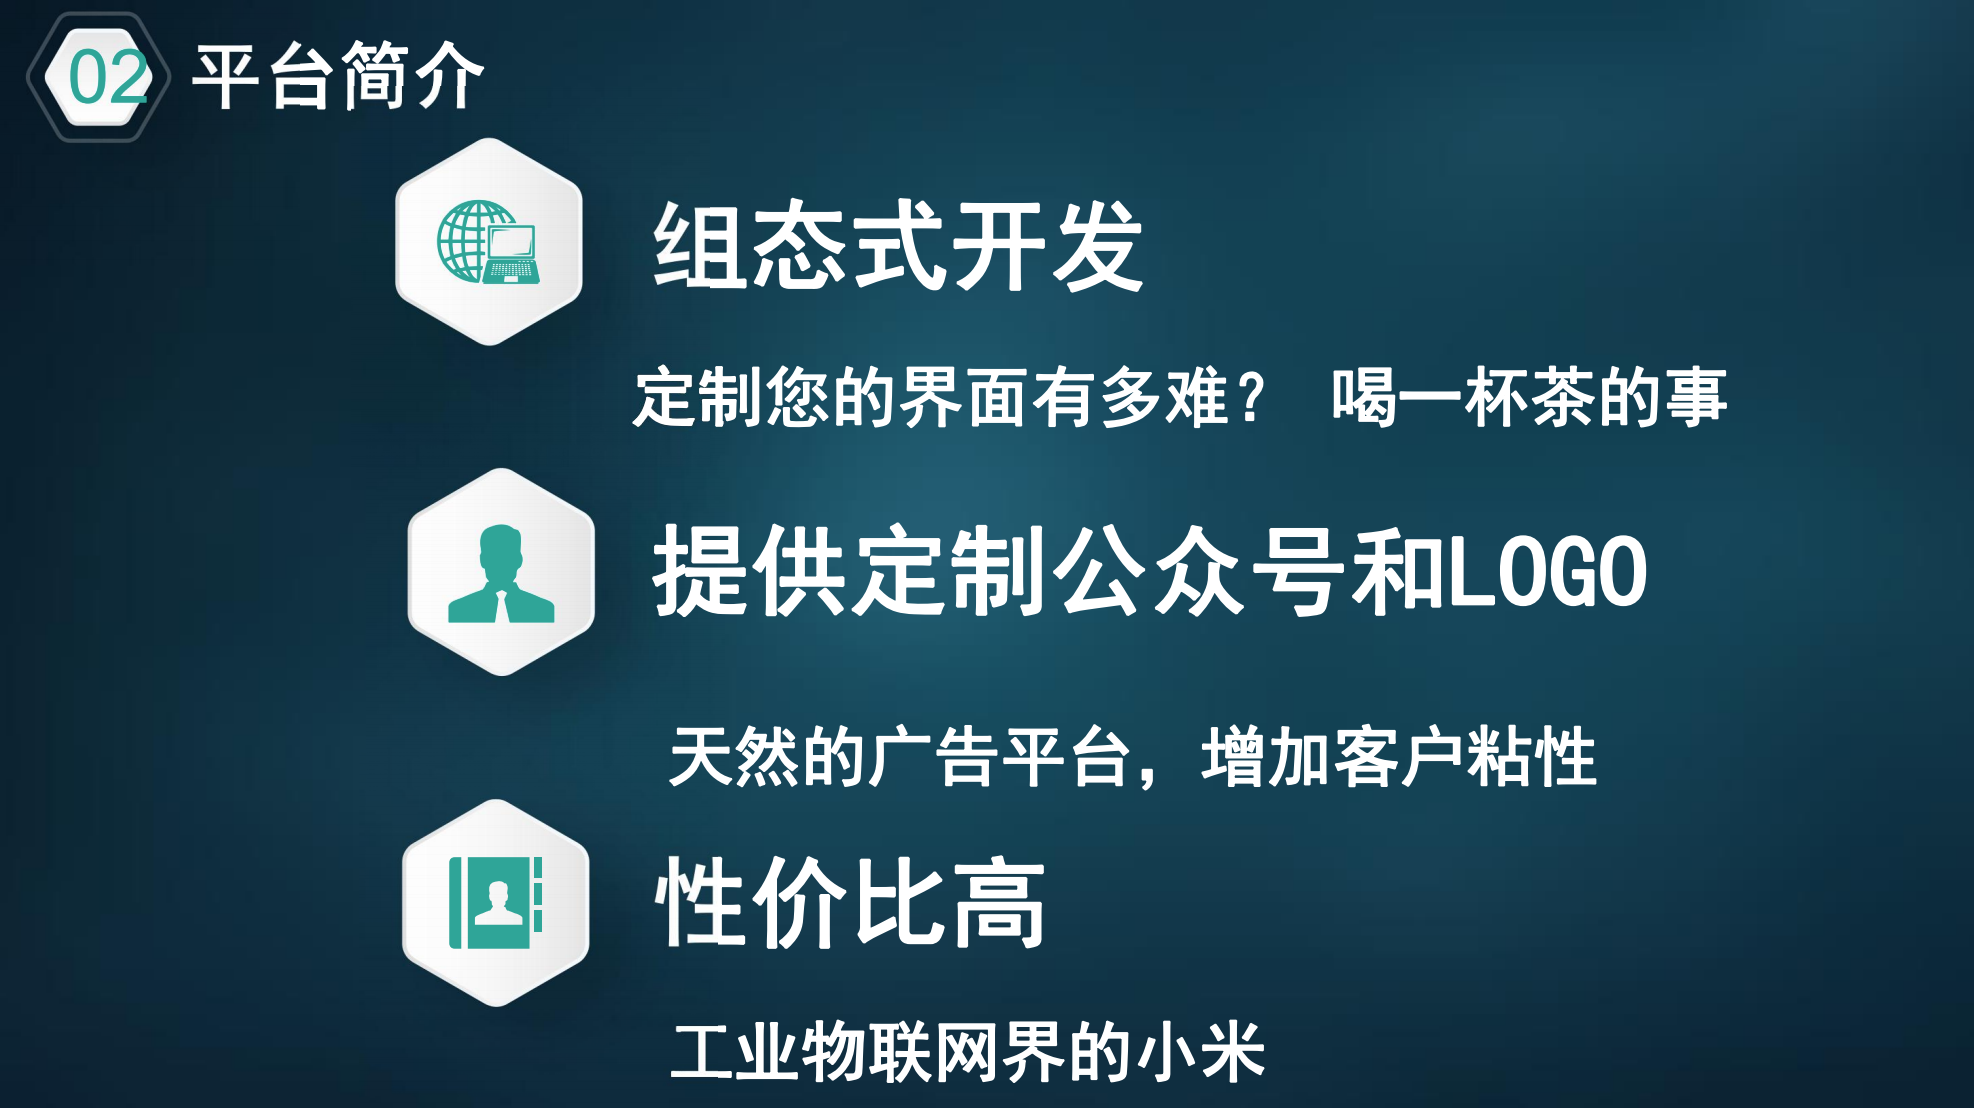 02 平台简介
组态式开发
定制您的界面有多难？ 喝一杯茶的事
提供定制公众号和LOGO
天然的广告平台，增加客户粘性
性价比高
工业物联网界的小米